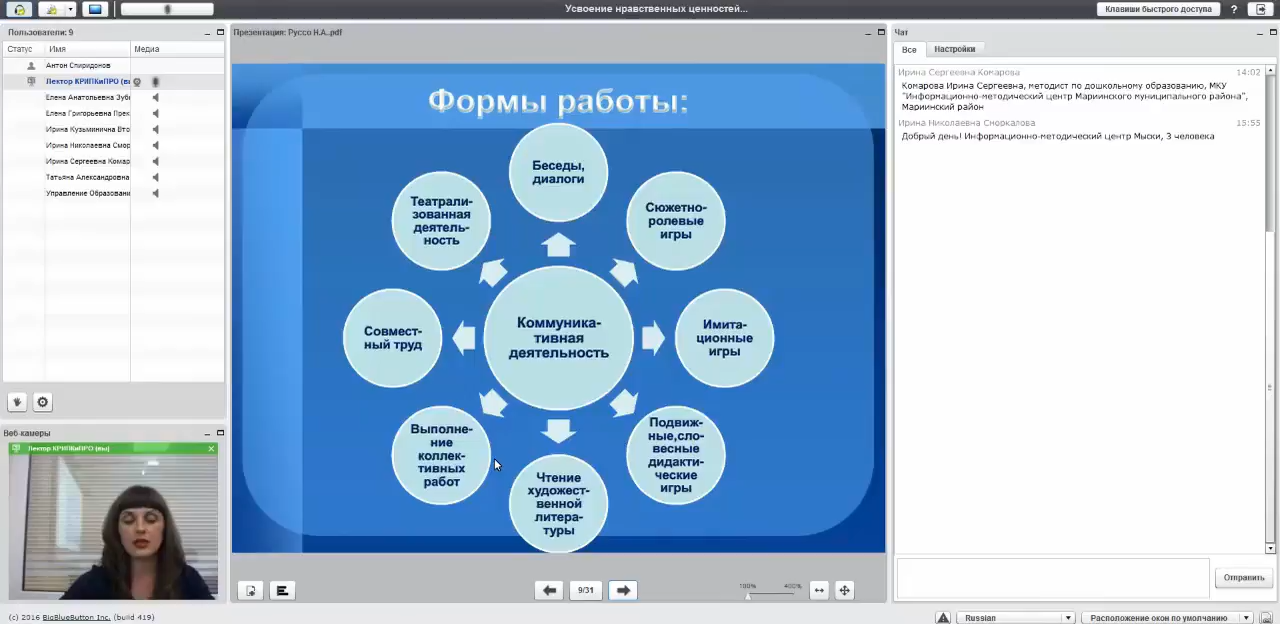 Усвоение нравственных ценностей...
Клавиши быстрого доступа
?
Пользователи: 9
Статус Имя Медиа
Антон Спиридонов
Лектор КРИПКиПРО (вы
Елена Анатольевна Зуб
Елена Григорьевна Прек
Ирина Кузьминична Вто
Ирина Николаевна Смор
Ирина Сергеевна Комар
Татьяна Александровна
Управление Образовани
Веб-камеры
Лектор КРИПКиПРО (вы)
Презентация: Руссо Н.А..pdf
Формы работы:
Беседы,
диалоги
Сюжетно-
ролевые
игры
Имита-
ционные
игры
Подвиж-
ные,сло-
весные
дидакти-
ческие
игры
Чтение
художест-
венной
литера-
туры
Выполне-
ние
коллек-
тивных
работ
Совмест-
ный труд
Театрали-
зованная
деятель-
ность
Коммуника-
тивная
деятельность
9/31
100% 400%
Чат
Все Настройки
Ирина Сергеевна Комарова 14:02
Комарова Ирина Сергеевна, методист по дошкольному образованию, МКУ
"Информационно-методический центр Мариинского муниципального района",
Мариинский район
Ирина Николаевна Сморкалова 15:55
Добрый день! Информационно-методический центр Мыски, 3 человека
Отправить
(c) 2016 BigBlueButton Inc. (build 419)
Russian
Расположение окон по умолчанию